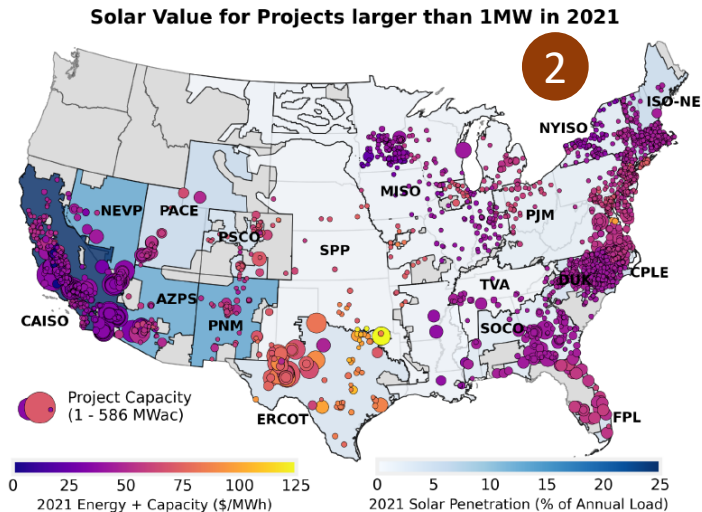 Solar Value for Projects larger than 1MW in 2021
2
ISO-NE
NYISO
MISO
PJM
NEVP
PACE
PSCO
SPP
TVA
DUK
CPLE
AZPS
PNM
SOCO
CAISO
ERCOT
FPL
Project Capacity
(1 - 586 MWac)
0 25 50 75 100 125
2021 Energy + Capacity ($/MWh)
0 5 10 15 20 25
2021 Solar Penetration (% of Annual Load)